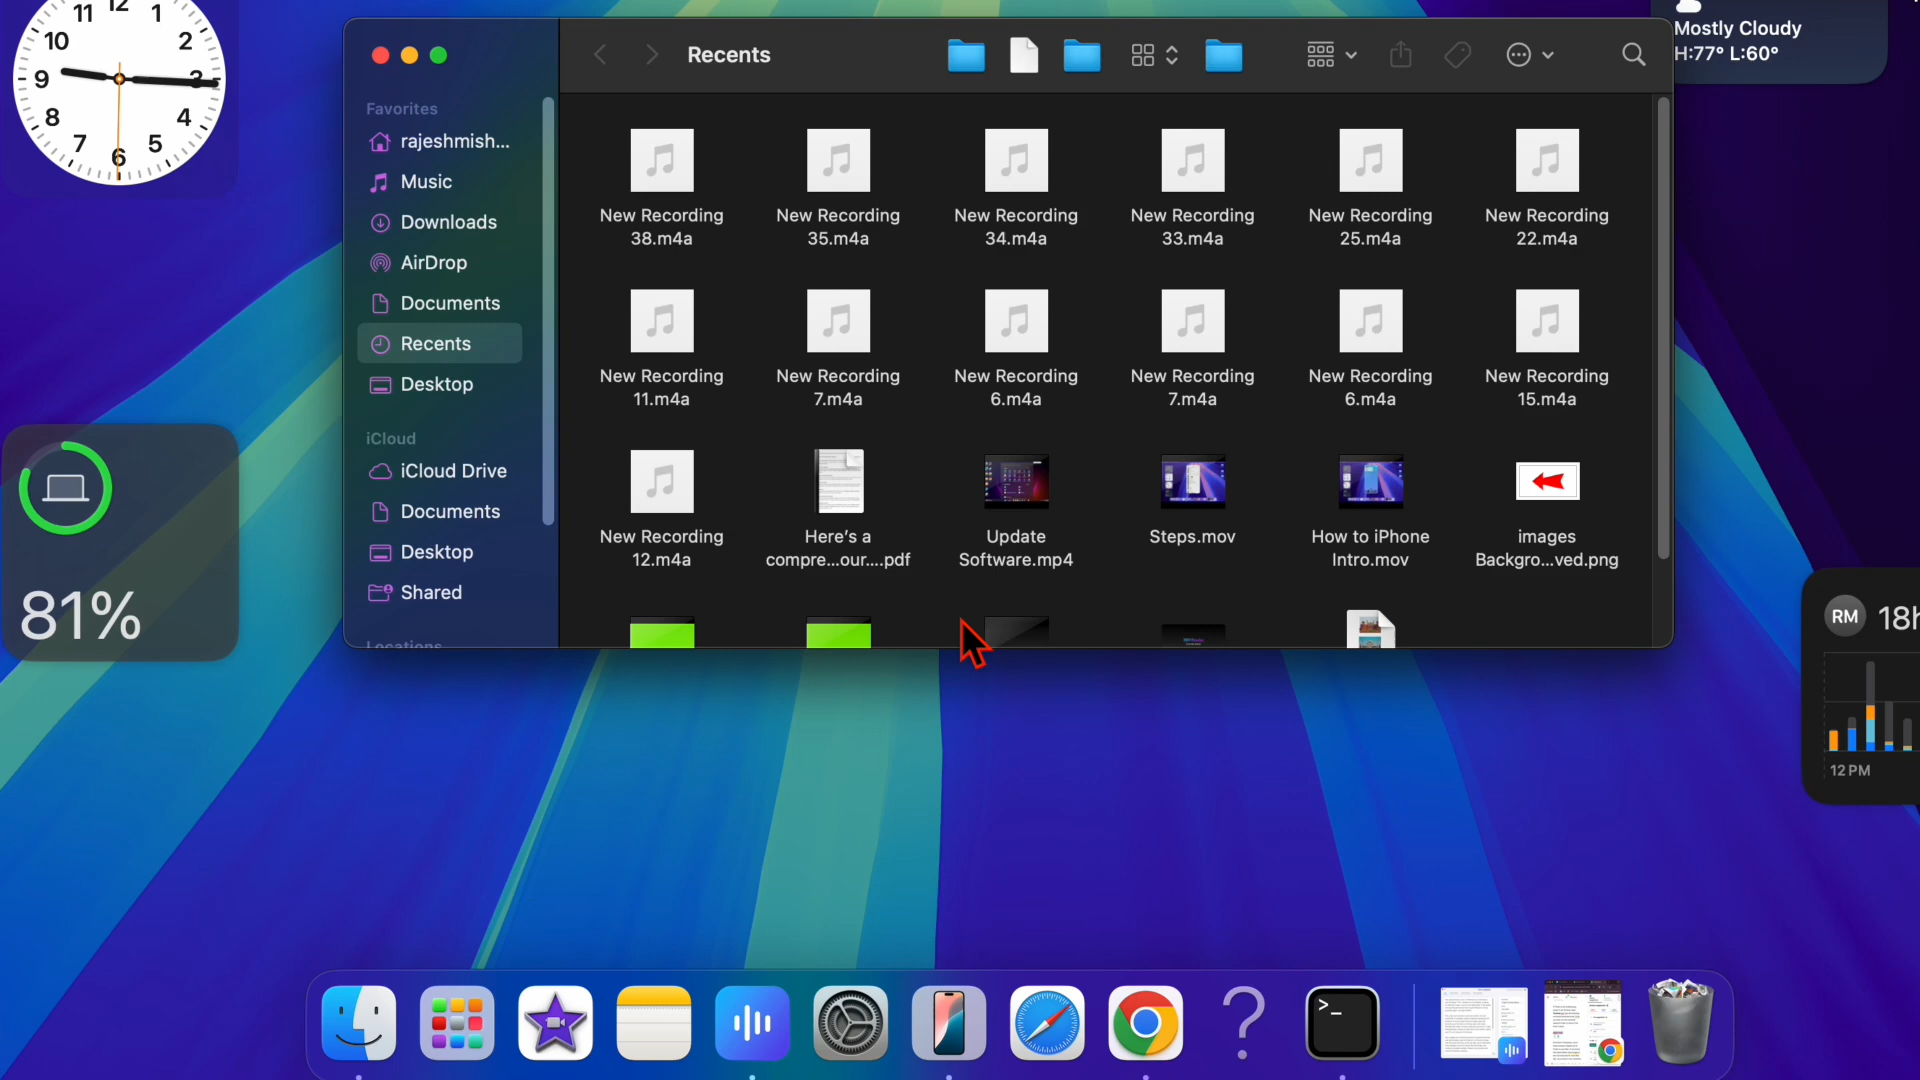 11 12 1
10 2
9 3
8 4
7 6 5
Mostly Cloudy
H:77° L:60°
Recents
Favorites
rajeshmish...
Music
Downloads
AirDrop
Documents
Recents
Desktop
iCloud
iCloud Drive
Documents
Desktop
Shared
Locations
New Recording
38.m4a
New Recording
35.m4a
New Recording
34.m4a
New Recording
33.m4a
New Recording
25.m4a
New Recording
22.m4a
New Recording
11.m4a
New Recording
7.m4a
New Recording
6.m4a
New Recording
7.m4a
New Recording
6.m4a
New Recording
15.m4a
New Recording
12.m4a
Here's a
compre...our....pdf
Update
Software.mp4
Steps.mov
How to iPhone
Intro.mov
images
Backgro...ved.png
81%
RM 18h
12 PM
?
>_